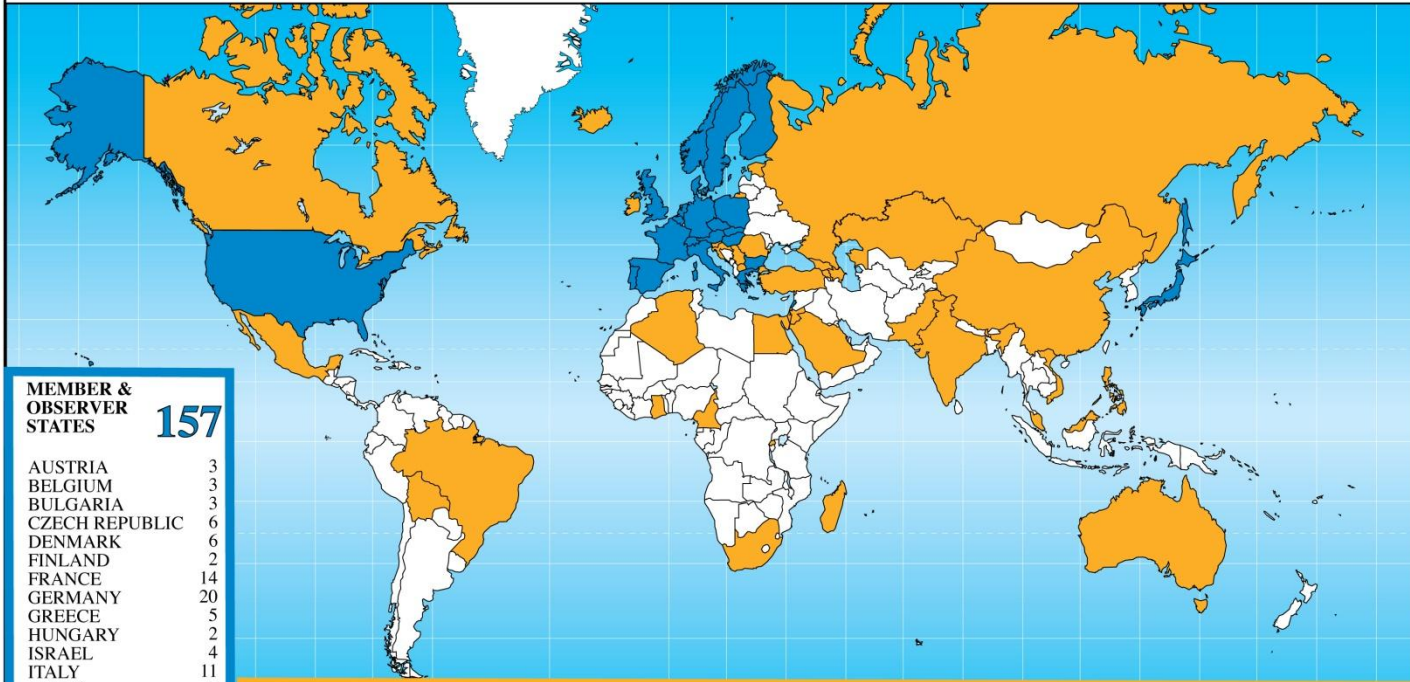 MEMBER &
OBSERVER
STATES 157
AUSTRIA 3
BELGIUM 3
BULGARIA 3
CZECH REPUBLIC 6
DENMARK 6
FINLAND 2
FRANCE 14
GERMANY 20
GREECE 5
HUNGARY 2
ISRAEL 4
ITALY 11